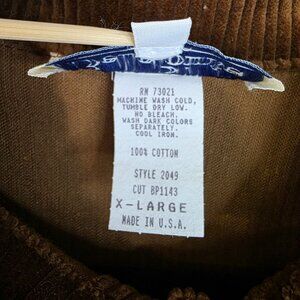 RN 73021
MACHINE WASH COLD,
TUMBLE DRY LOW.
NO BLEACH.
WASH DARK COLORS
SEPARATELY.
COOL IRON.
100% COTTON
STYLE 2049
CUT BP1143
X-LARGE
MADE IN U.S.A.